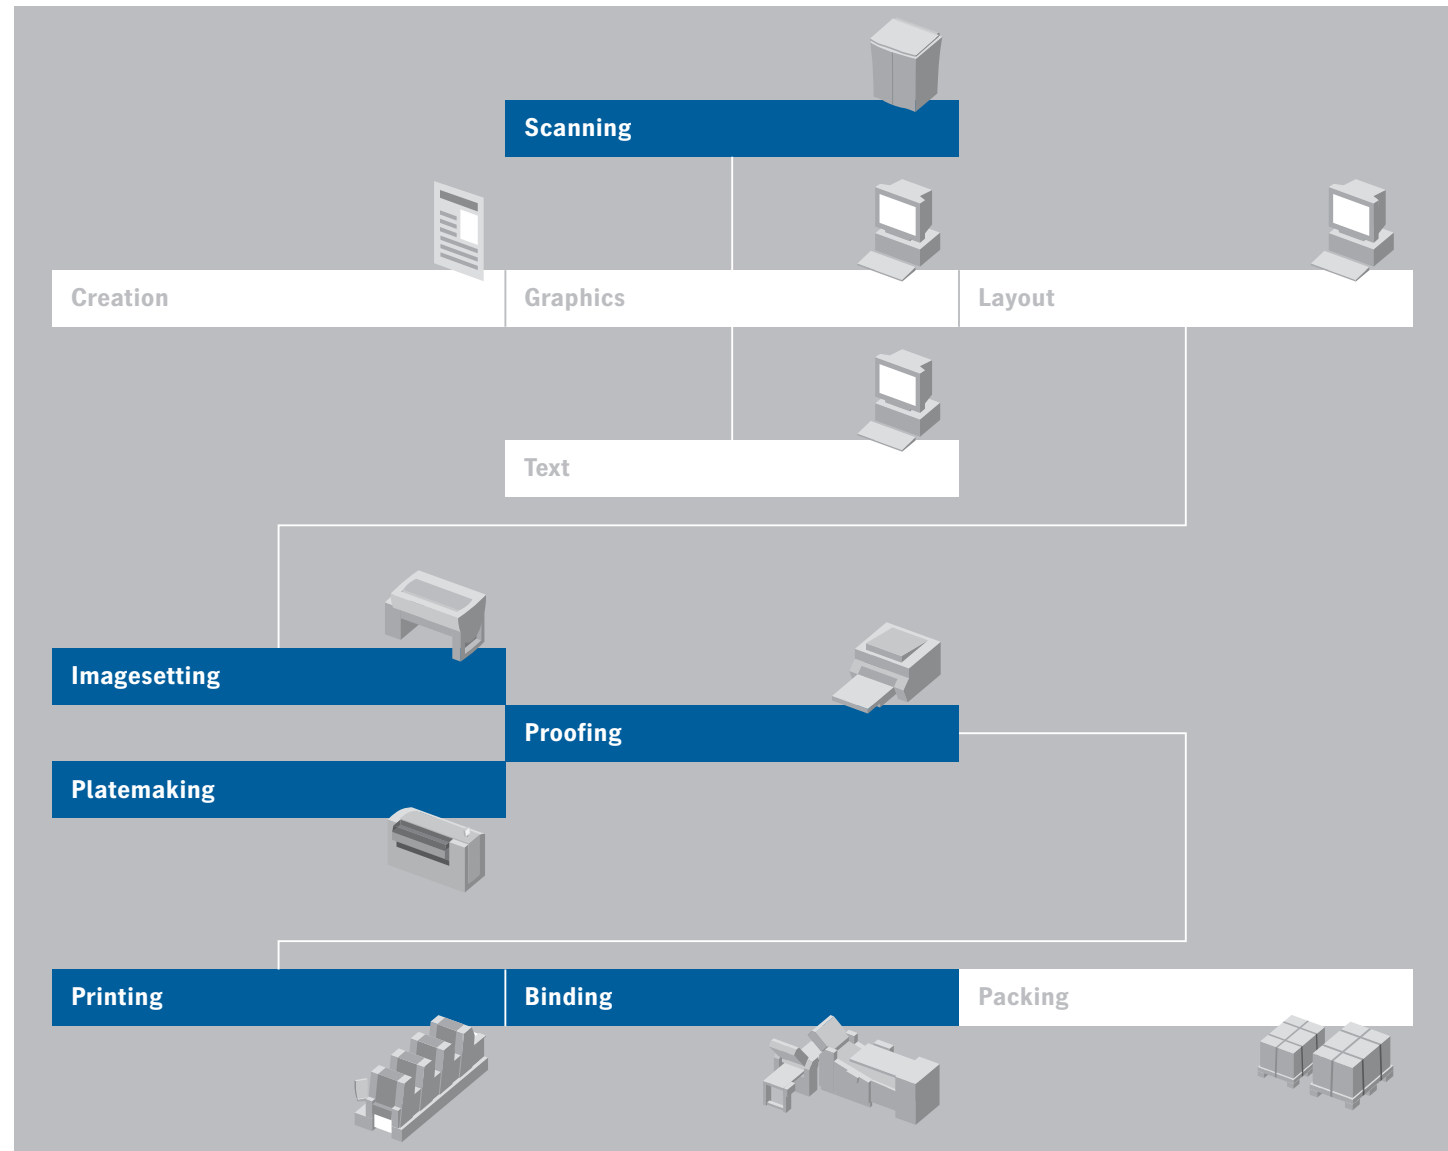 Scanning
Creation
Graphics
Layout
Text
Imagesetting
Proofing
Platemaking
Printing
Binding
Packing